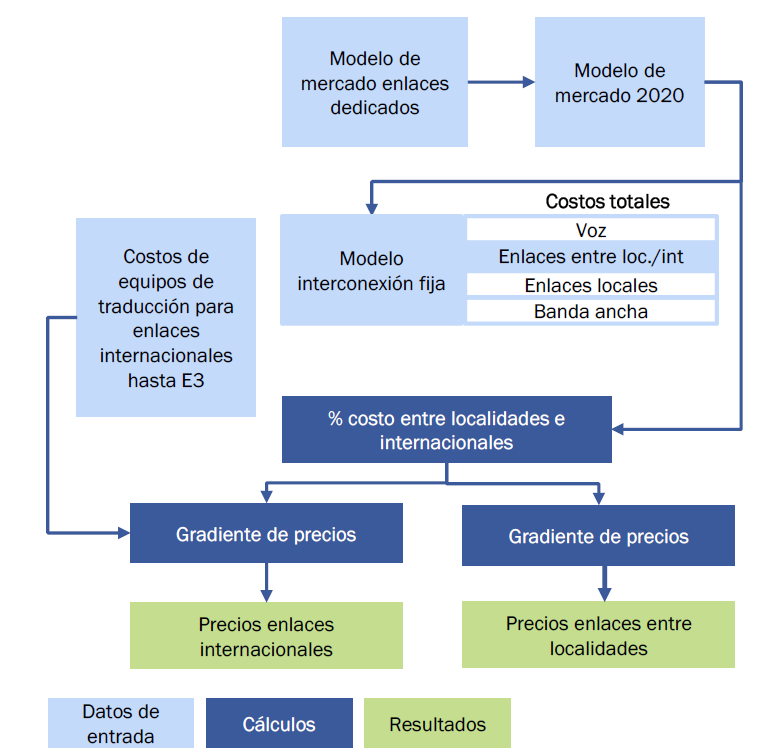 Modelo de
mercado enlaces
dedicados
Modelo de
mercado 2020
Costos totales
Costos de
equipos de
traducción para
enlaces
internacionales
hasta E3
Modelo
interconexión fija
Voz
Enlaces entre loc./int
Enlaces locales
Banda ancha
% costo entre localidades e
internacionales
Gradiente de precios
Gradiente de precios
Precios enlaces
internacionales
Precios enlaces entre
localidades
Datos de
entrada
Cálculos
Resultados